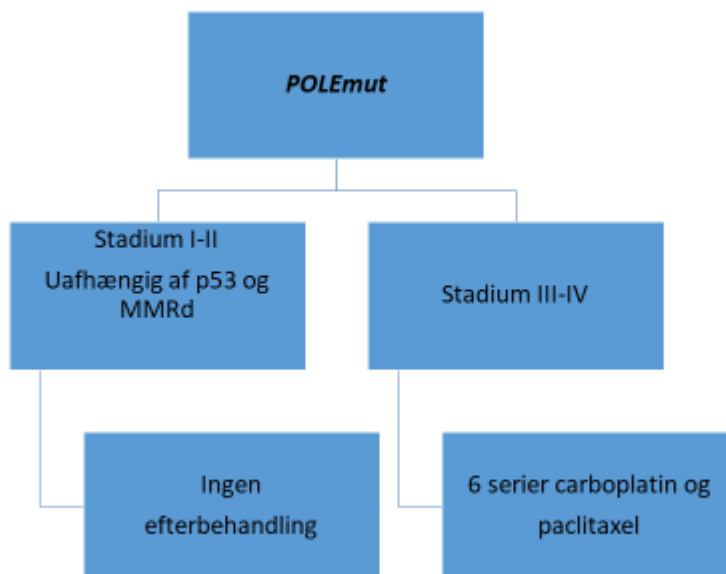 POLEmut
Stadium I-II
Uafhængig af p53 og
MMRd
Stadium III-IV
Ingen
efterbehandling
6 serier carboplatin og
paclitaxel